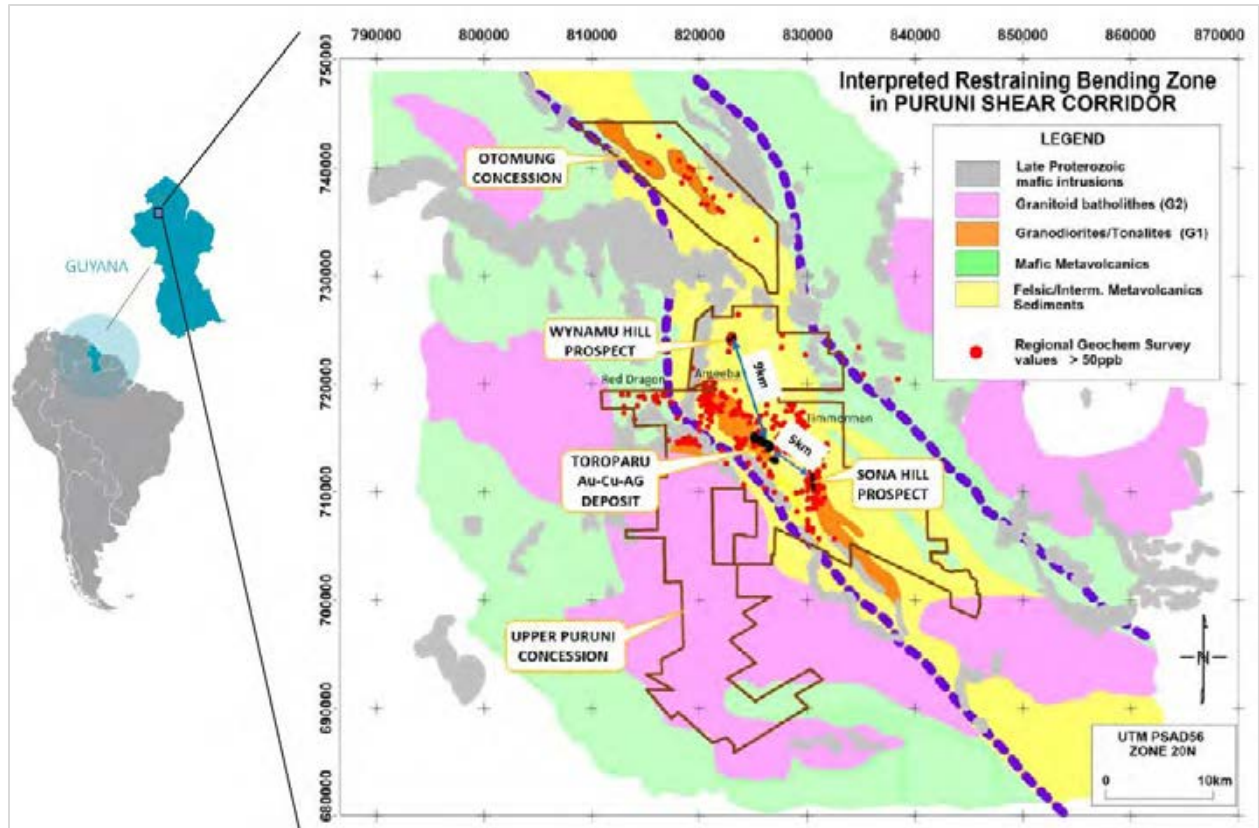 790000 800000 810000 820000 830000 840000 850000 860000 870000
750000
740000
730000
720000
710000
700000
690000
680000
Interpreted Restraining Bending Zone
in PURUNI SHEAR CORRIDOR
LEGEND
Late Proterozoic
mafic intrusions
Granitoid batholithes (G2)
Granodiorites/Tonalites (G1)
Mafic Metavolcanics
Felsic/Interm. Metavolcanics
Sediments
Regional Geochem Survey
values > 50ppb
GUYANA
OTOMUNG
CONCESSION
WYNAMU HILL
PROSPECT
9km
Red Dragon
Timmerman
5km
TOROPARU
Au-Cu-AG
DEPOSIT
SONA HILL
PROSPECT
UPPER PURUNI
CONCESSION
N
UTM PSAD56
ZONE 20N
0 10km